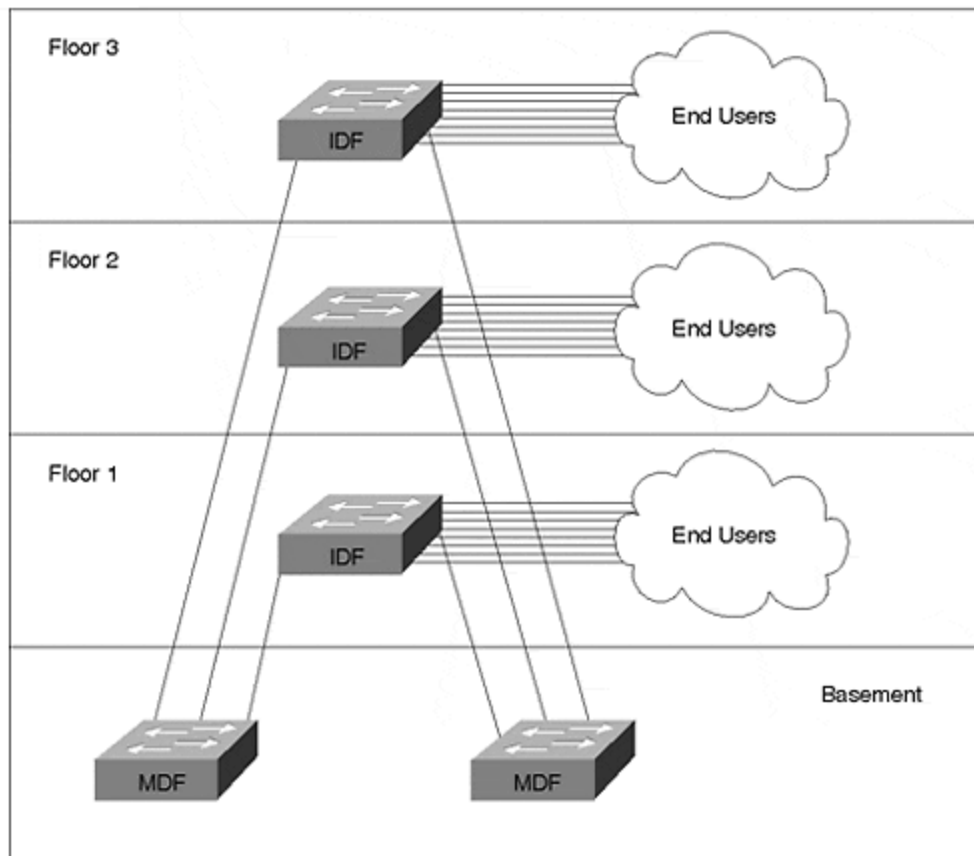 Floor 3
IDF
End Users
Floor 2
IDF
End Users
Floor 1
IDF
End Users
Basement
MDF
MDF